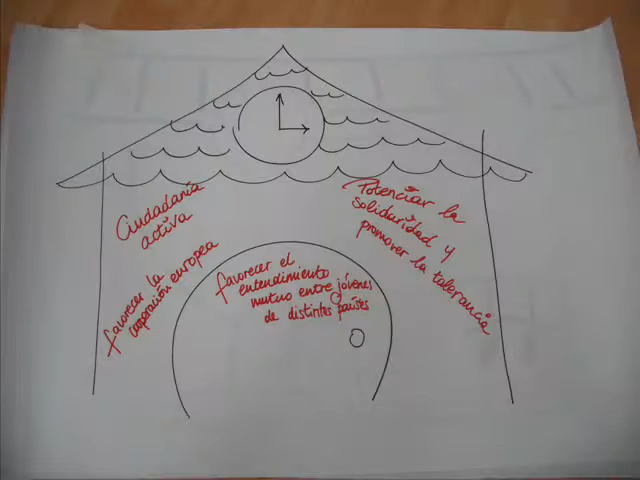 Ciudadanía
activa
favorecer la
cooperación europea
favorecer el
entendimiento
mutuo entre jóvenes
de distintos países
Potenciar la
solidaridad y
promover la tolerancia